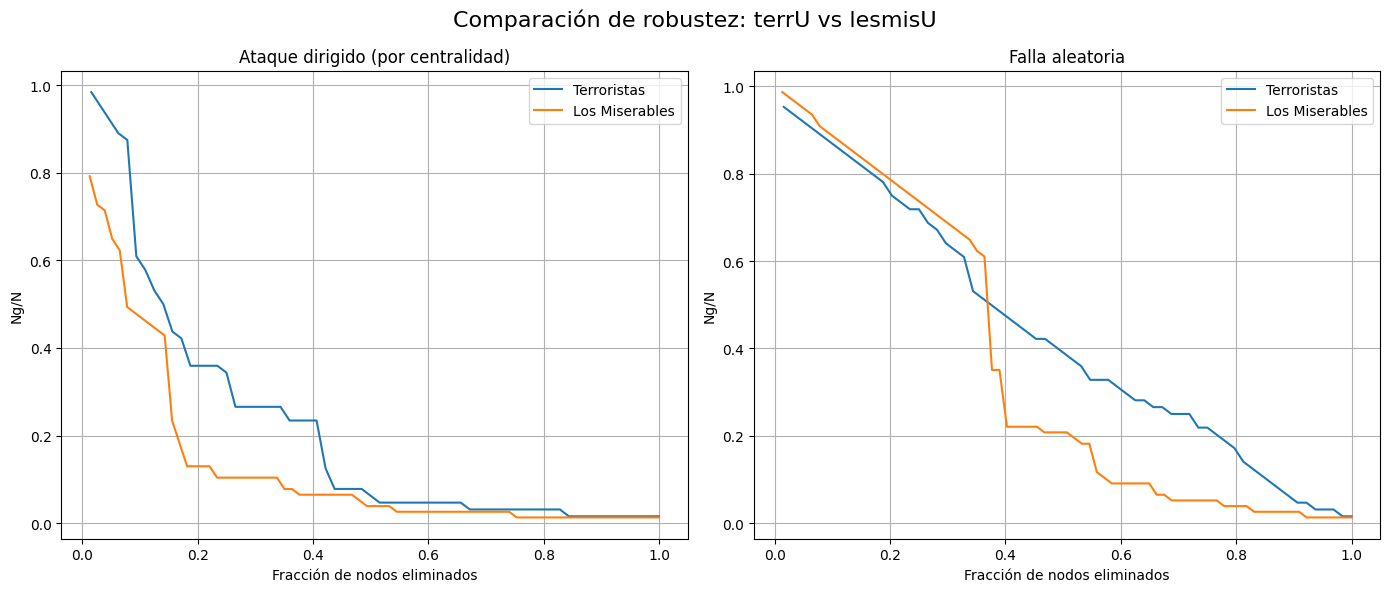 Comparación de robustez: terrU vs lesmisU
Ataque dirigido (por centralidad)
Terroristas
Los Miserables
1.0
0.8
0.6
0.4
0.2
0.0
Ng/N
0.0 0.2 0.4 0.6 0.8 1.0
Fracción de nodos eliminados
Falla aleatoria
Terroristas
Los Miserables
1.0
0.8
0.6
0.4
0.2
0.0
Ng/N
0.0 0.2 0.4 0.6 0.8 1.0
Fracción de nodos eliminados